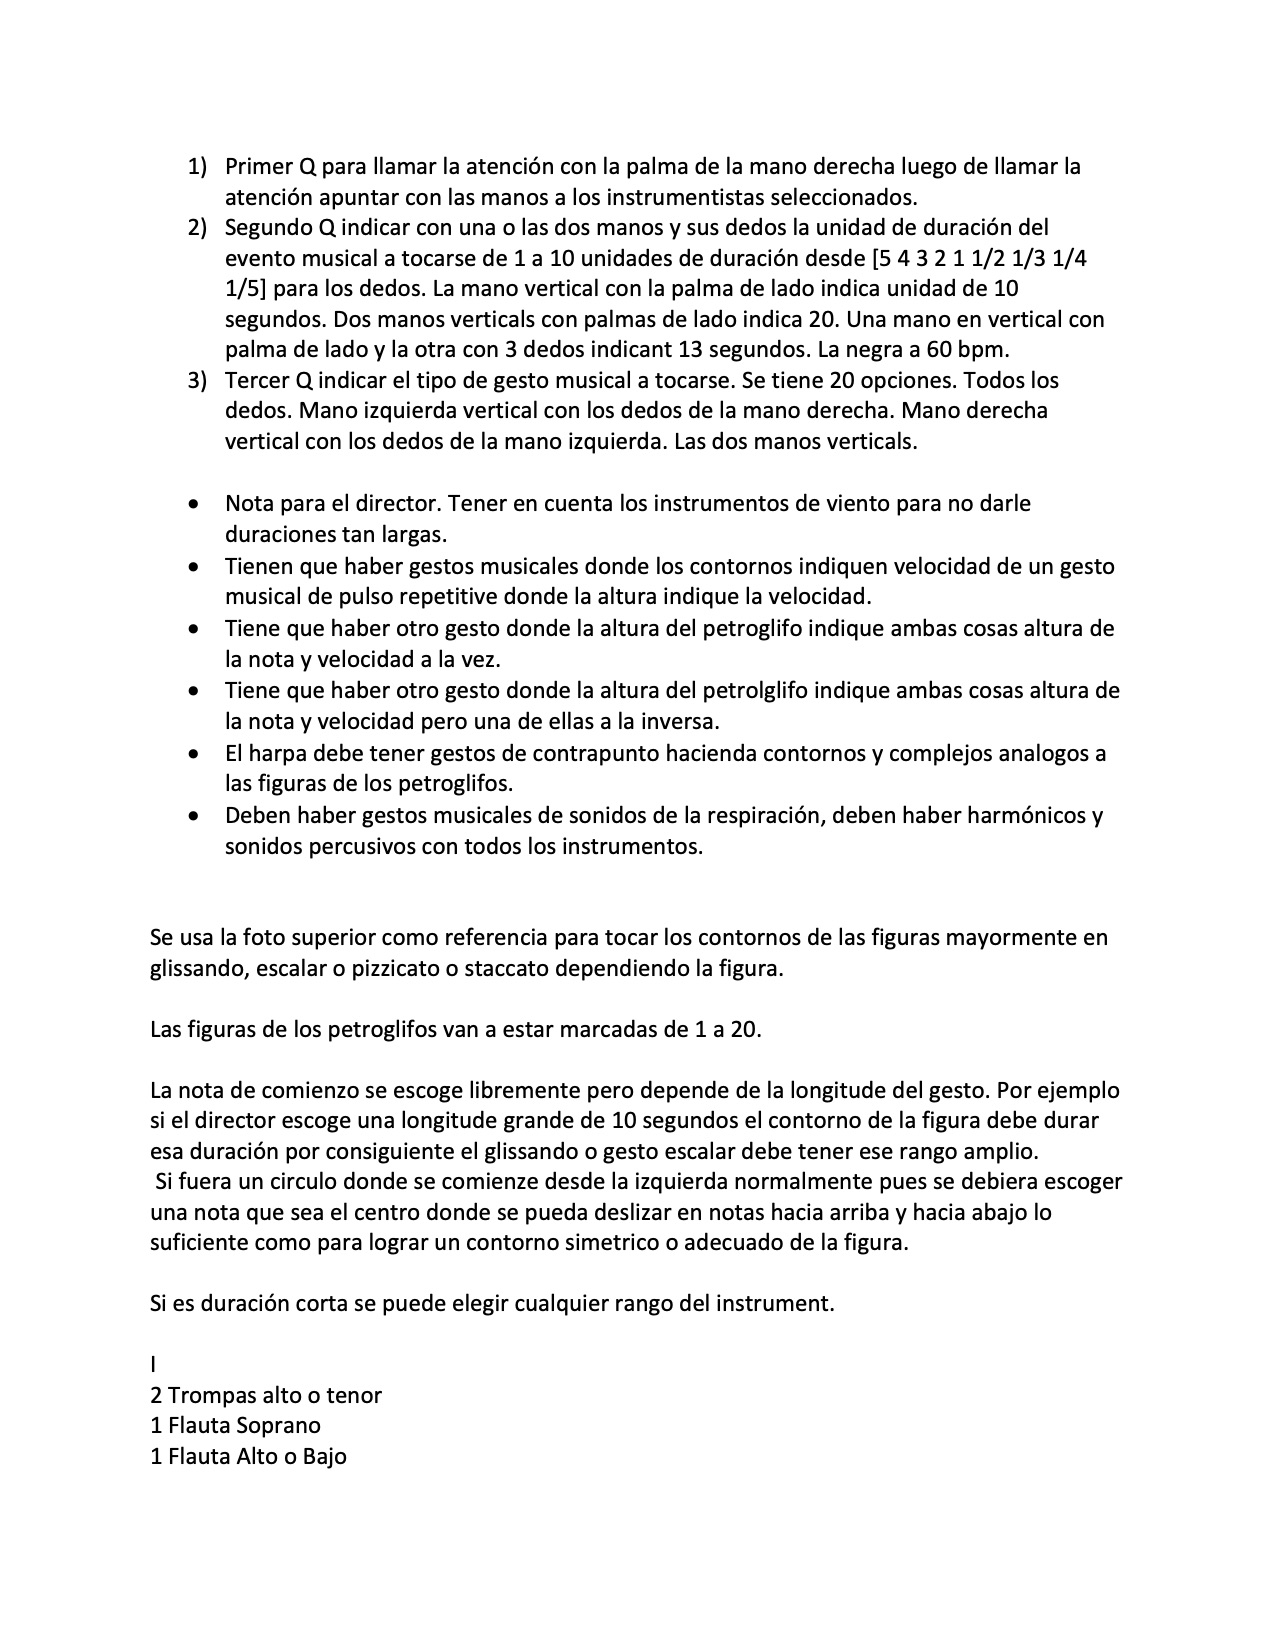 1) Primer Q para llamar la atención con la palma de la mano derecha luego de llamar la
atención apuntar con las manos a los instrumentistas seleccionados.
2) Segundo Q indicar con una o las dos manos y sus dedos la unidad de duración del
evento musical a tocarse de 1 a 10 unidades de duración desde [5 4 3 2 1 1/2 1/3 1/4
1/5] para los dedos. La mano vertical con la palma de lado indica unidad de 10
segundos. Dos manos verticals con palmas de lado indica 20. Una mano en vertical con
palma de lado y la otra con 3 dedos indicant 13 segundos. La negra a 60 bpm.
3) Tercer Q indicar el tipo de gesto musical a tocarse. Se tiene 20 opciones. Todos los
dedos. Mano izquierda vertical con los dedos de la mano derecha. Mano derecha
vertical con los dedos de la mano izquierda. Las dos manos verticals.
• Nota para el director. Tener en cuenta los instrumentos de viento para no darle
duraciones tan largas.
• Tienen que haber gestos musicales donde los contornos indiquen velocidad de un gesto
musical de pulso repetitive donde la altura indique la velocidad.
• Tiene que haber otro gesto donde la altura del petroglifo indique ambas cosas altura de
la nota y velocidad a la vez.
• Tiene que haber otro gesto donde la altura del petrolglifo indique ambas cosas altura de
la nota y velocidad pero una de ellas a la inversa.
• El harpa debe tener gestos de contrapunto hacienda contornos y complejos analogos a
las figuras de los petroglifos.
• Deben haber gestos musicales de sonidos de la respiración, deben haber harmónicos y
sonidos percusivos con todos los instrumentos.
Se usa la foto superior como referencia para tocar los contornos de las figuras mayormente en
glissando, escalar o pizzicato o staccato dependiendo la figura.
Las figuras de los petroglifos van a estar marcadas de 1 a 20.
La nota de comienzo se escoge libremente pero depende de la longitude del gesto. Por ejemplo
si el director escoge una longitude grande de 10 segundos el contorno de la figura debe durar
esa duración por consiguiente el glissando o gesto escalar debe tener ese rango amplio.
Si fuera un circulo donde se comienze desde la izquierda normalmente pues se debiera escoger
una nota que sea el centro donde se pueda deslizar en notas hacia arriba y hacia abajo lo
suficiente como para lograr un contorno simetrico o adecuado de la figura.
Si es duración corta se puede elegir cualquier rango del instrument.
I
2 Trompas alto o tenor
1 Flauta Soprano
1 Flauta Alto o Bajo